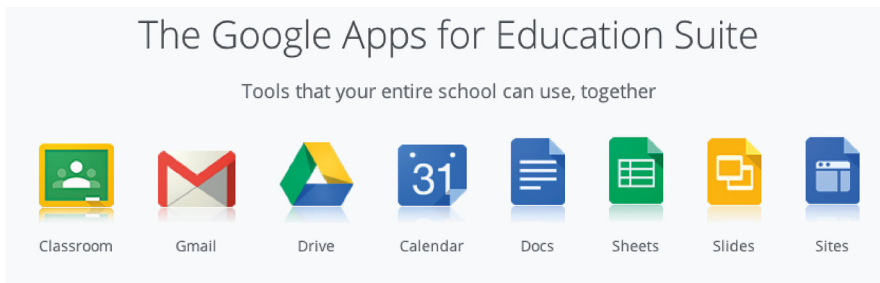 The Google Apps for Education Suite
Tools that your entire school can use, together
31
Classroom Gmail Drive Calendar Docs Sheets Slides Sites